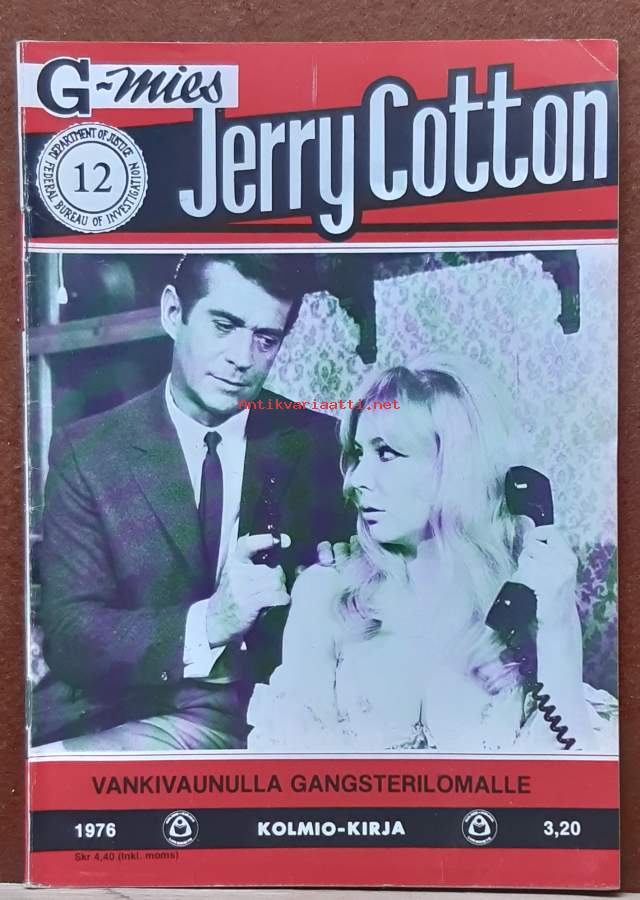 G-mies
Jerry Cotton
DEPARTMENT OF JUSTICE
FEDERAL BUREAU OF INVESTIGATION
12
Antikvariaatti.net
VANKIVAUNULLA GANGSTERILOMALLE
1976 KOLMIO-KIRJA 3,20
Skr 4,40 (Inkl. moms)